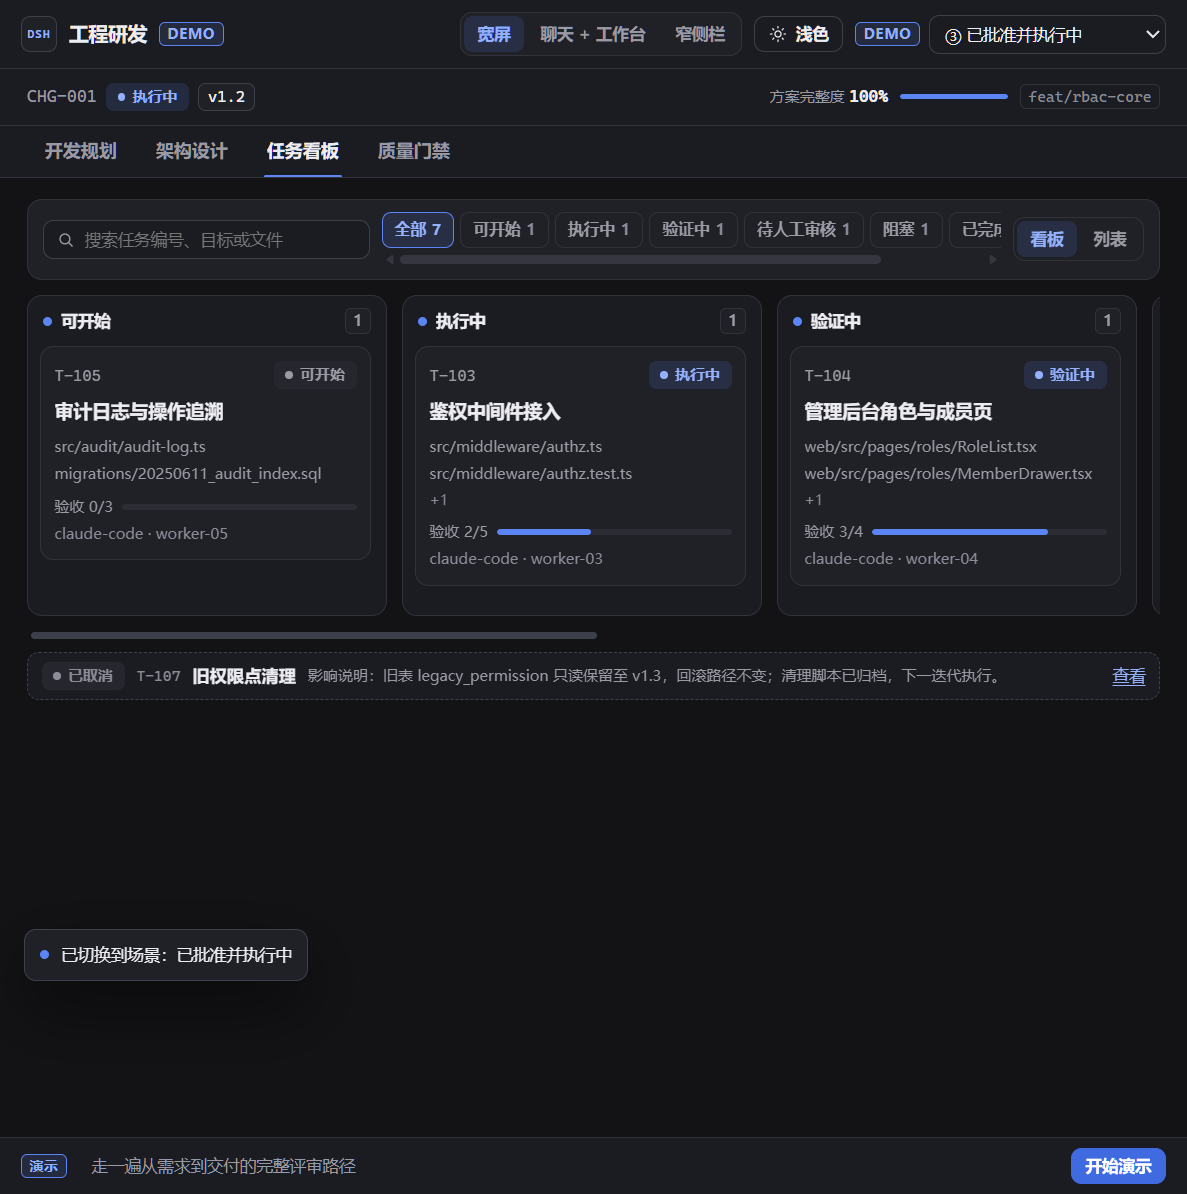 DSH 工程研发 DEMO 宽屏 聊天 + 工作台 窄侧栏 浅色 DEMO ③ 已批准并执行中
CHG-001 执行中 v1.2 方案完整度 100% feat/rbac-core
开发规划 架构设计 任务看板 质量门禁
搜索任务编号、目标或文件 全部 7 可开始 1 执行中 1 验证中 1 待人工审核 1 阻塞 1 已完成 看板 列表
可开始 1
T-105 可开始
审计日志与操作追溯
src/audit/audit-log.ts
migrations/20250611_audit_index.sql
验收 0/3
claude-code · worker-05
执行中 1
T-103 执行中
鉴权中间件接入
src/middleware/authz.ts
src/middleware/authz.test.ts
+1
验收 2/5
claude-code · worker-03
验证中 1
T-104 验证中
管理后台角色与成员页
web/src/pages/roles/RoleList.tsx
web/src/pages/roles/MemberDrawer.tsx
+1
验收 3/4
claude-code · worker-04
已取消 T-107 旧权限点清理 影响说明：旧表 legacy_permission 只读保留至 v1.3，回滚路径不变；清理脚本已归档，下一迭代执行。 查看
已切换到场景：已批准并执行中
演示 走一遍从需求到交付的完整评审路径 开始演示